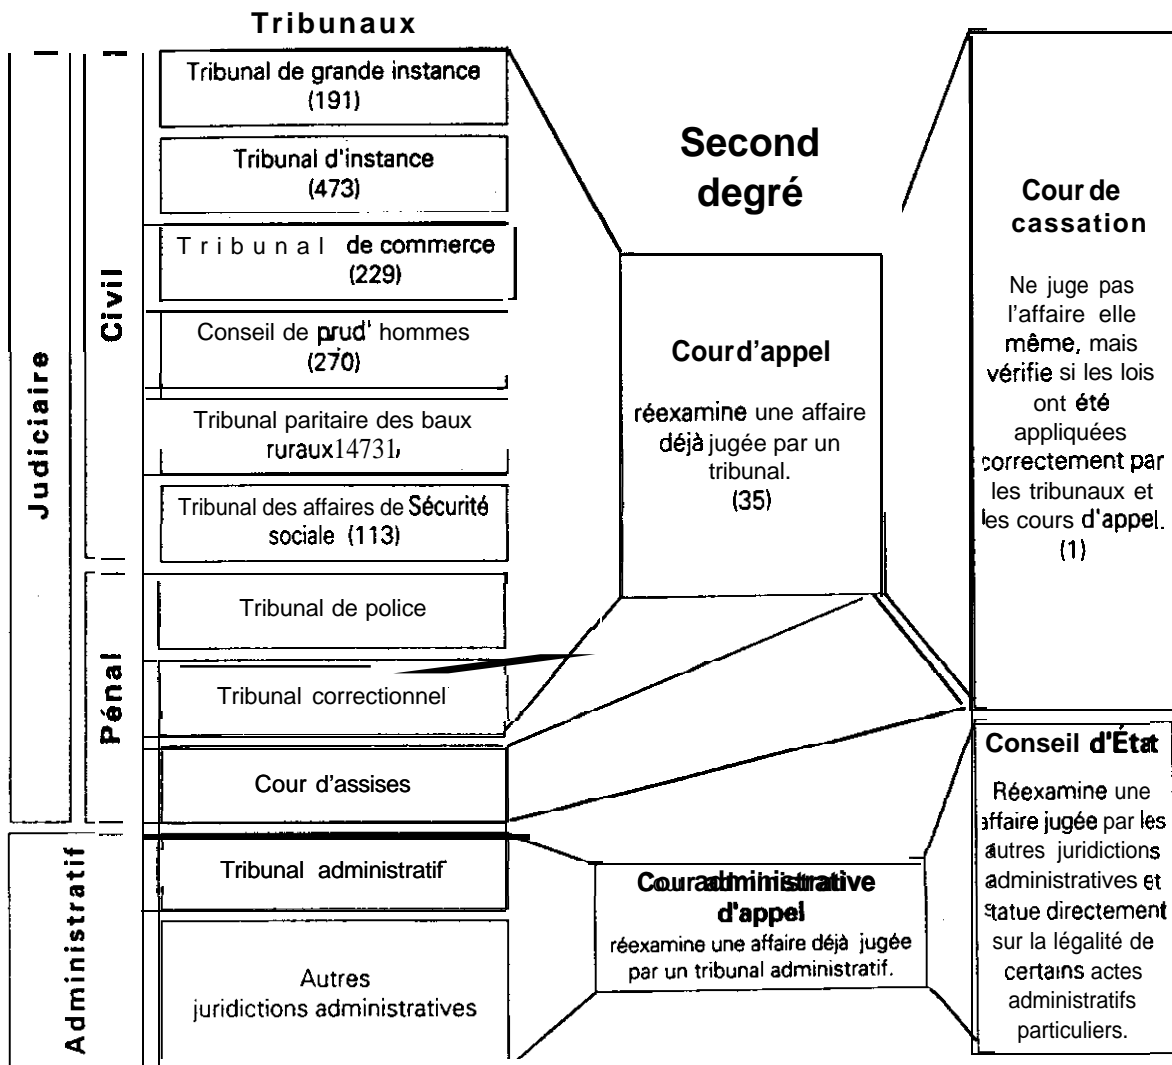 Tribunaux
Judiciaire
Civil
Tribunal de grande instance
(191)
Tribunal d'instance
(473)
Tribunal de commerce
(229)
Conseil de prud' hommes
(270)
Tribunal paritaire des baux
ruraux14731,
Tribunal des affaires de Sécurité
sociale (113)
Pénal
Tribunal de police
Tribunal correctionnel
Cour d'assises
Administratif
Tribunal administratif
Autres
juridictions administratives
Second
degré
Cour d'appel
réexamine une affaire
déjà jugée par un
tribunal.
(35)
Cour administrative
d'appel
réexamine une affaire déjà jugée
par un tribunal administratif.
Cour de
cassation
Ne juge pas
l'affaire elle
même, mais
vérifie si les lois
ont été
appliquées
correctement par
les tribunaux et
les cours d'appel.
(1)
Conseil d'État
Réexamine une
affaire jugée par les
autres juridictions
administratives et
statue directement
sur la légalité de
certains actes
administratifs
particuliers.